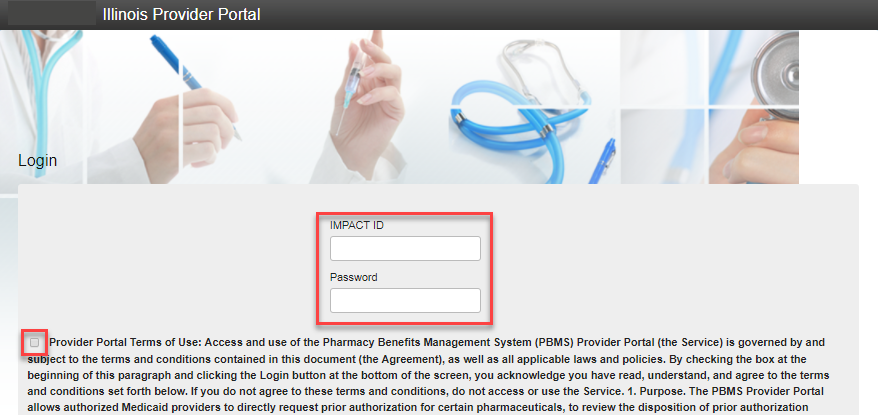 Illinois Provider Portal
Login
IMPACT ID
Password
Provider Portal Terms of Use: Access and use of the Pharmacy Benefits Management System (PBMS) Provider Portal (the Service) is governed by and
subject to the terms and conditions contained in this document (the Agreement), as well as all applicable laws and policies. By checking the box at the
beginning of this paragraph and clicking the Login button at the bottom of the screen, you acknowledge you have read, understand, and agree to the terms
and conditions set forth below. If you do not agree to these terms and conditions, do not access or use the Service. 1. Purpose. The PBMS Provider Portal
allows authorized Medicaid providers to directly request prior authorization for certain pharmaceuticals, to review the disposition of prior authorization